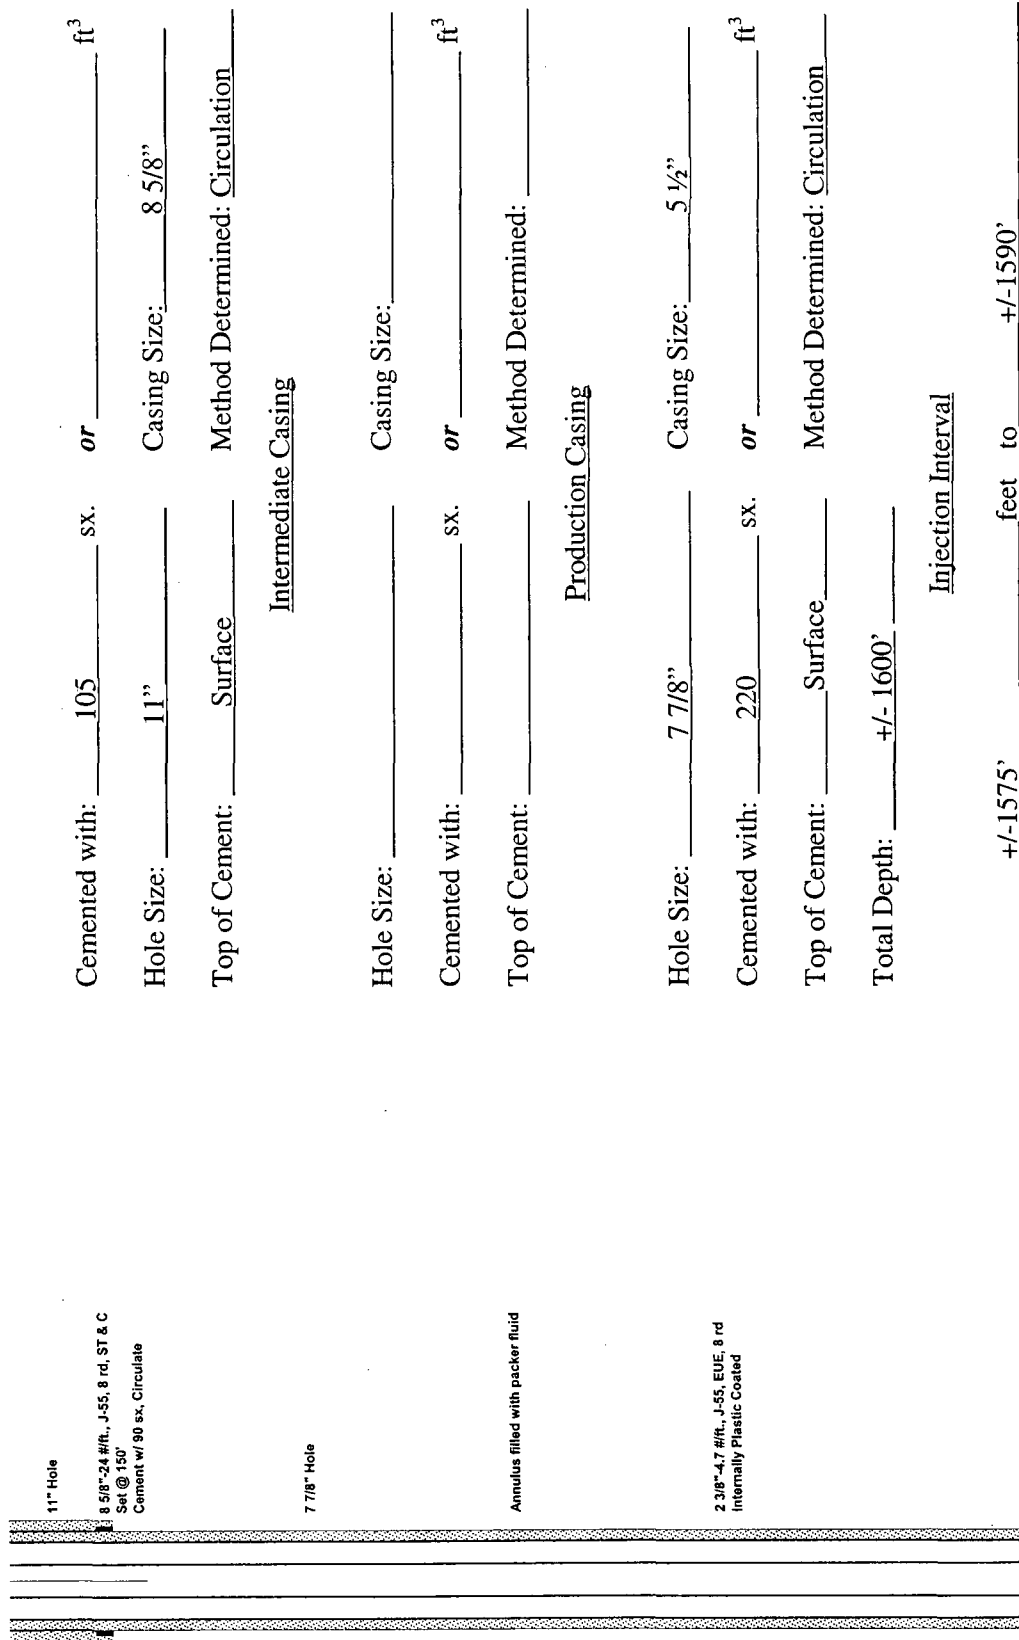 11" Hole
8 5/8"-24 #/ft., J-55, 8 rd, ST & C
Set @ 150'
Cement w/ 90 sx, Circulate
7 7/8" Hole
Annulus filled with packer fluid
2 3/8"-4.7 #/ft., J-55, EUE, 8 rd
Internally Plastic Coated
Cemented with: 105 sx. or ft³
Hole Size: 11” Casing Size: 8 5/8”
Top of Cement: Surface Method Determined: Circulation
Intermediate Casing
Hole Size: Casing Size:
Cemented with: sx. or ft³
Top of Cement: Method Determined:
Production Casing
Hole Size: 7 7/8” Casing Size: 5 ½”
Cemented with: 220 sx. or ft³
Top of Cement: Surface Method Determined: Circulation
Total Depth: +/- 1600’
Injection Interval
+/-1575’ feet to +/-1590’